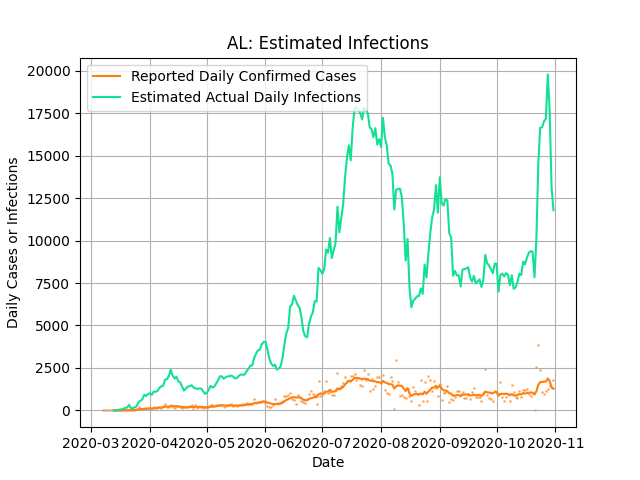 AL: Estimated Infections
Reported Daily Confirmed Cases
Estimated Actual Daily Infections
Daily Cases or Infections
20000
17500
15000
12500
10000
7500
5000
2500
0
2020-03 2020-04 2020-05 2020-06 2020-07 2020-08 2020-09 2020-10 2020-11
Date